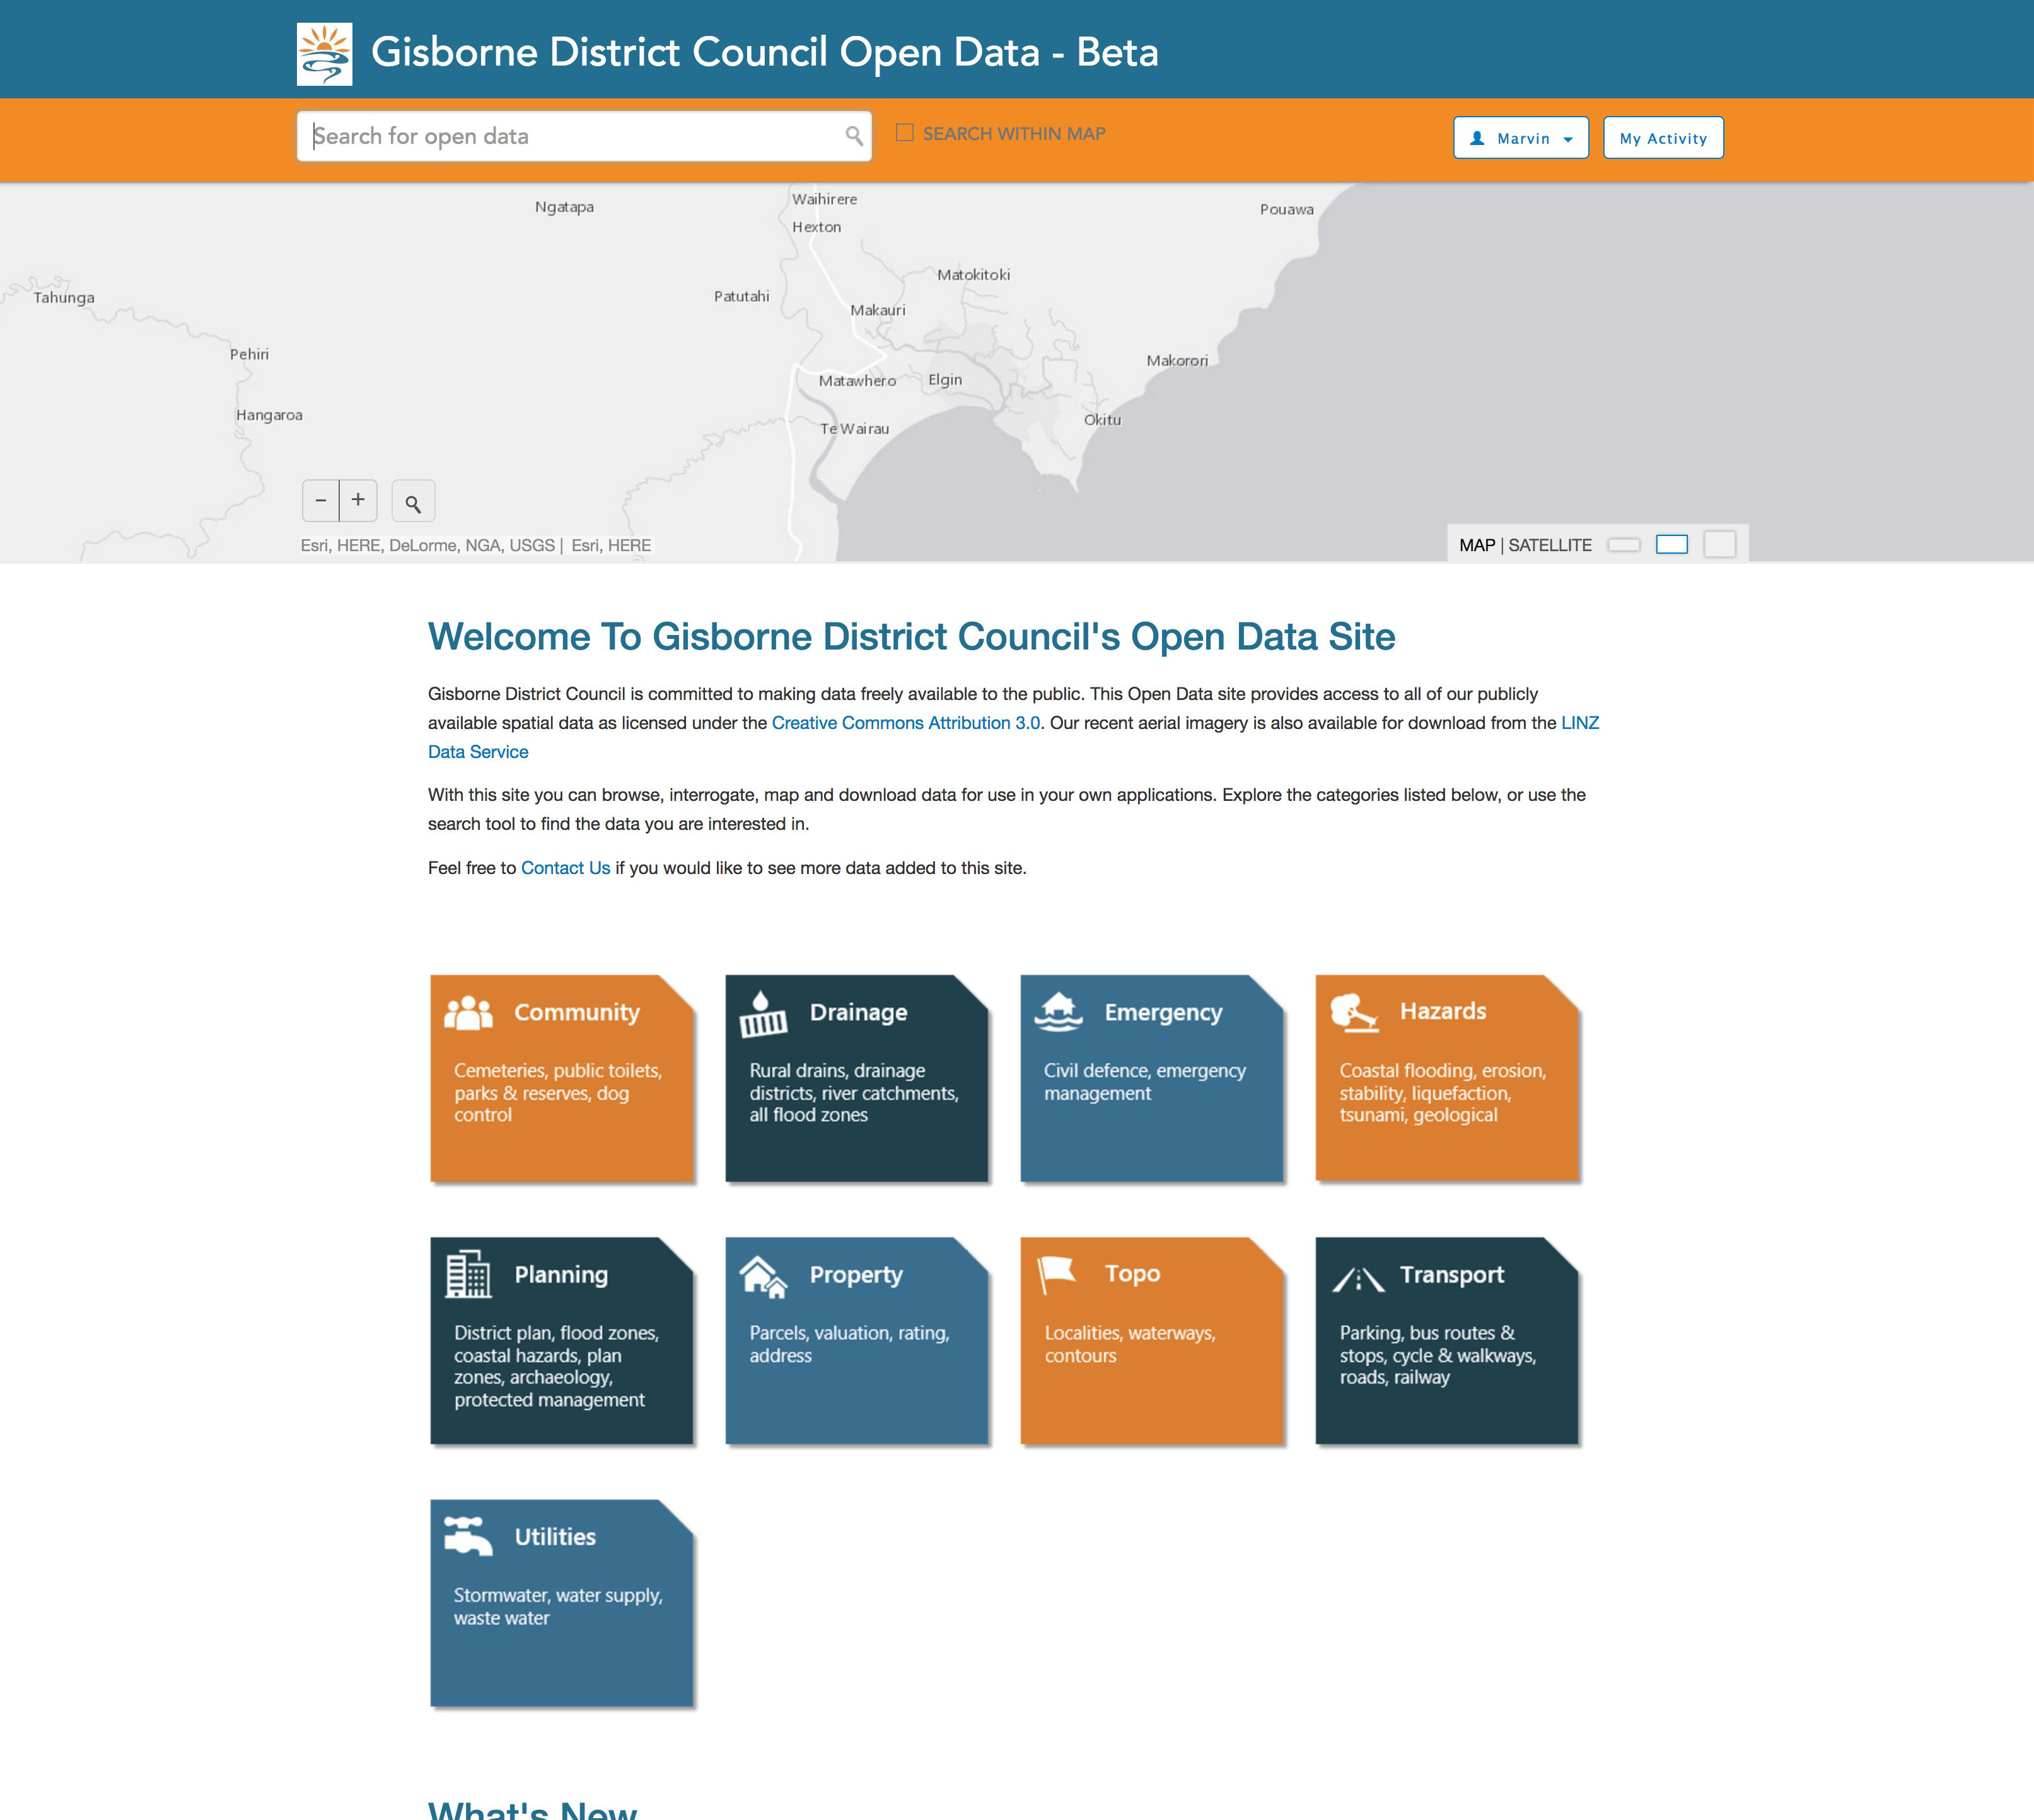 Gisborne District Council Open Data - Beta
Search for open data
SEARCH WITHIN MAP
Marvin
My Activity
Ngatapa
Waihirere
Hexton
Pouawa
Matokitoki
Tahunga
Patutahi
Makauri
Pehiri
Makorori
Matawhero
Elgin
Hangaroa
Okitu
Te Wairau
− +
Esri, HERE, DeLorme, NGA, USGS | Esri, HERE
MAP | SATELLITE
Welcome To Gisborne District Council's Open Data Site
Gisborne District Council is committed to making data freely available to the public. This Open Data site provides access to all of our publicly
available spatial data as licensed under the Creative Commons Attribution 3.0. Our recent aerial imagery is also available for download from the LINZ
Data Service
With this site you can browse, interrogate, map and download data for use in your own applications. Explore the categories listed below, or use the
search tool to find the data you are interested in.
Feel free to Contact Us if you would like to see more data added to this site.
Community
Cemeteries, public toilets,
parks & reserves, dog
control
Drainage
Rural drains, drainage
districts, river catchments,
all flood zones
Emergency
Civil defence, emergency
management
Hazards
Coastal flooding, erosion,
stability, liquefaction,
tsunami, geological
Planning
District plan, flood zones,
coastal hazards, plan
zones, archaeology,
protected management
Property
Parcels, valuation, rating,
address
Topo
Localities, waterways,
contours
Transport
Parking, bus routes &
stops, cycle & walkways,
roads, railway
Utilities
Stormwater, water supply,
waste water
What's New